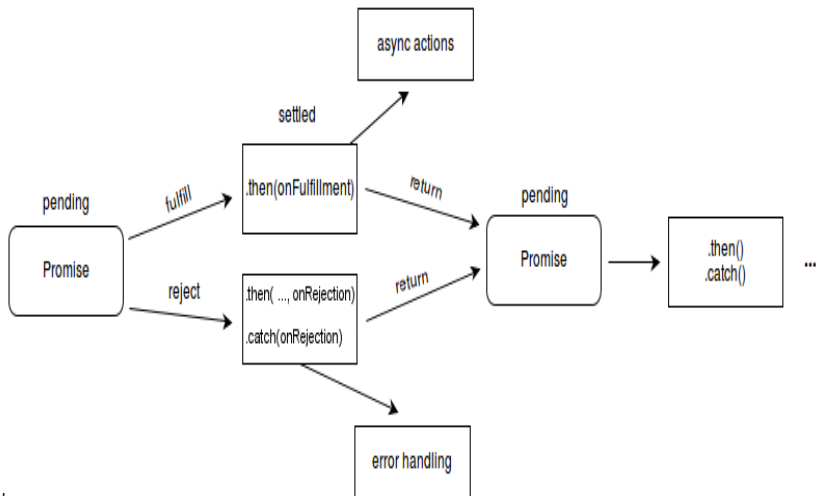 async actions
settled
.then(onFulfillment)
return
pending
fulfill
pending
Promise
Promise
.then()
.catch()
...
reject
.then( ..., onRejection)
.catch(onRejection)
return
error handling